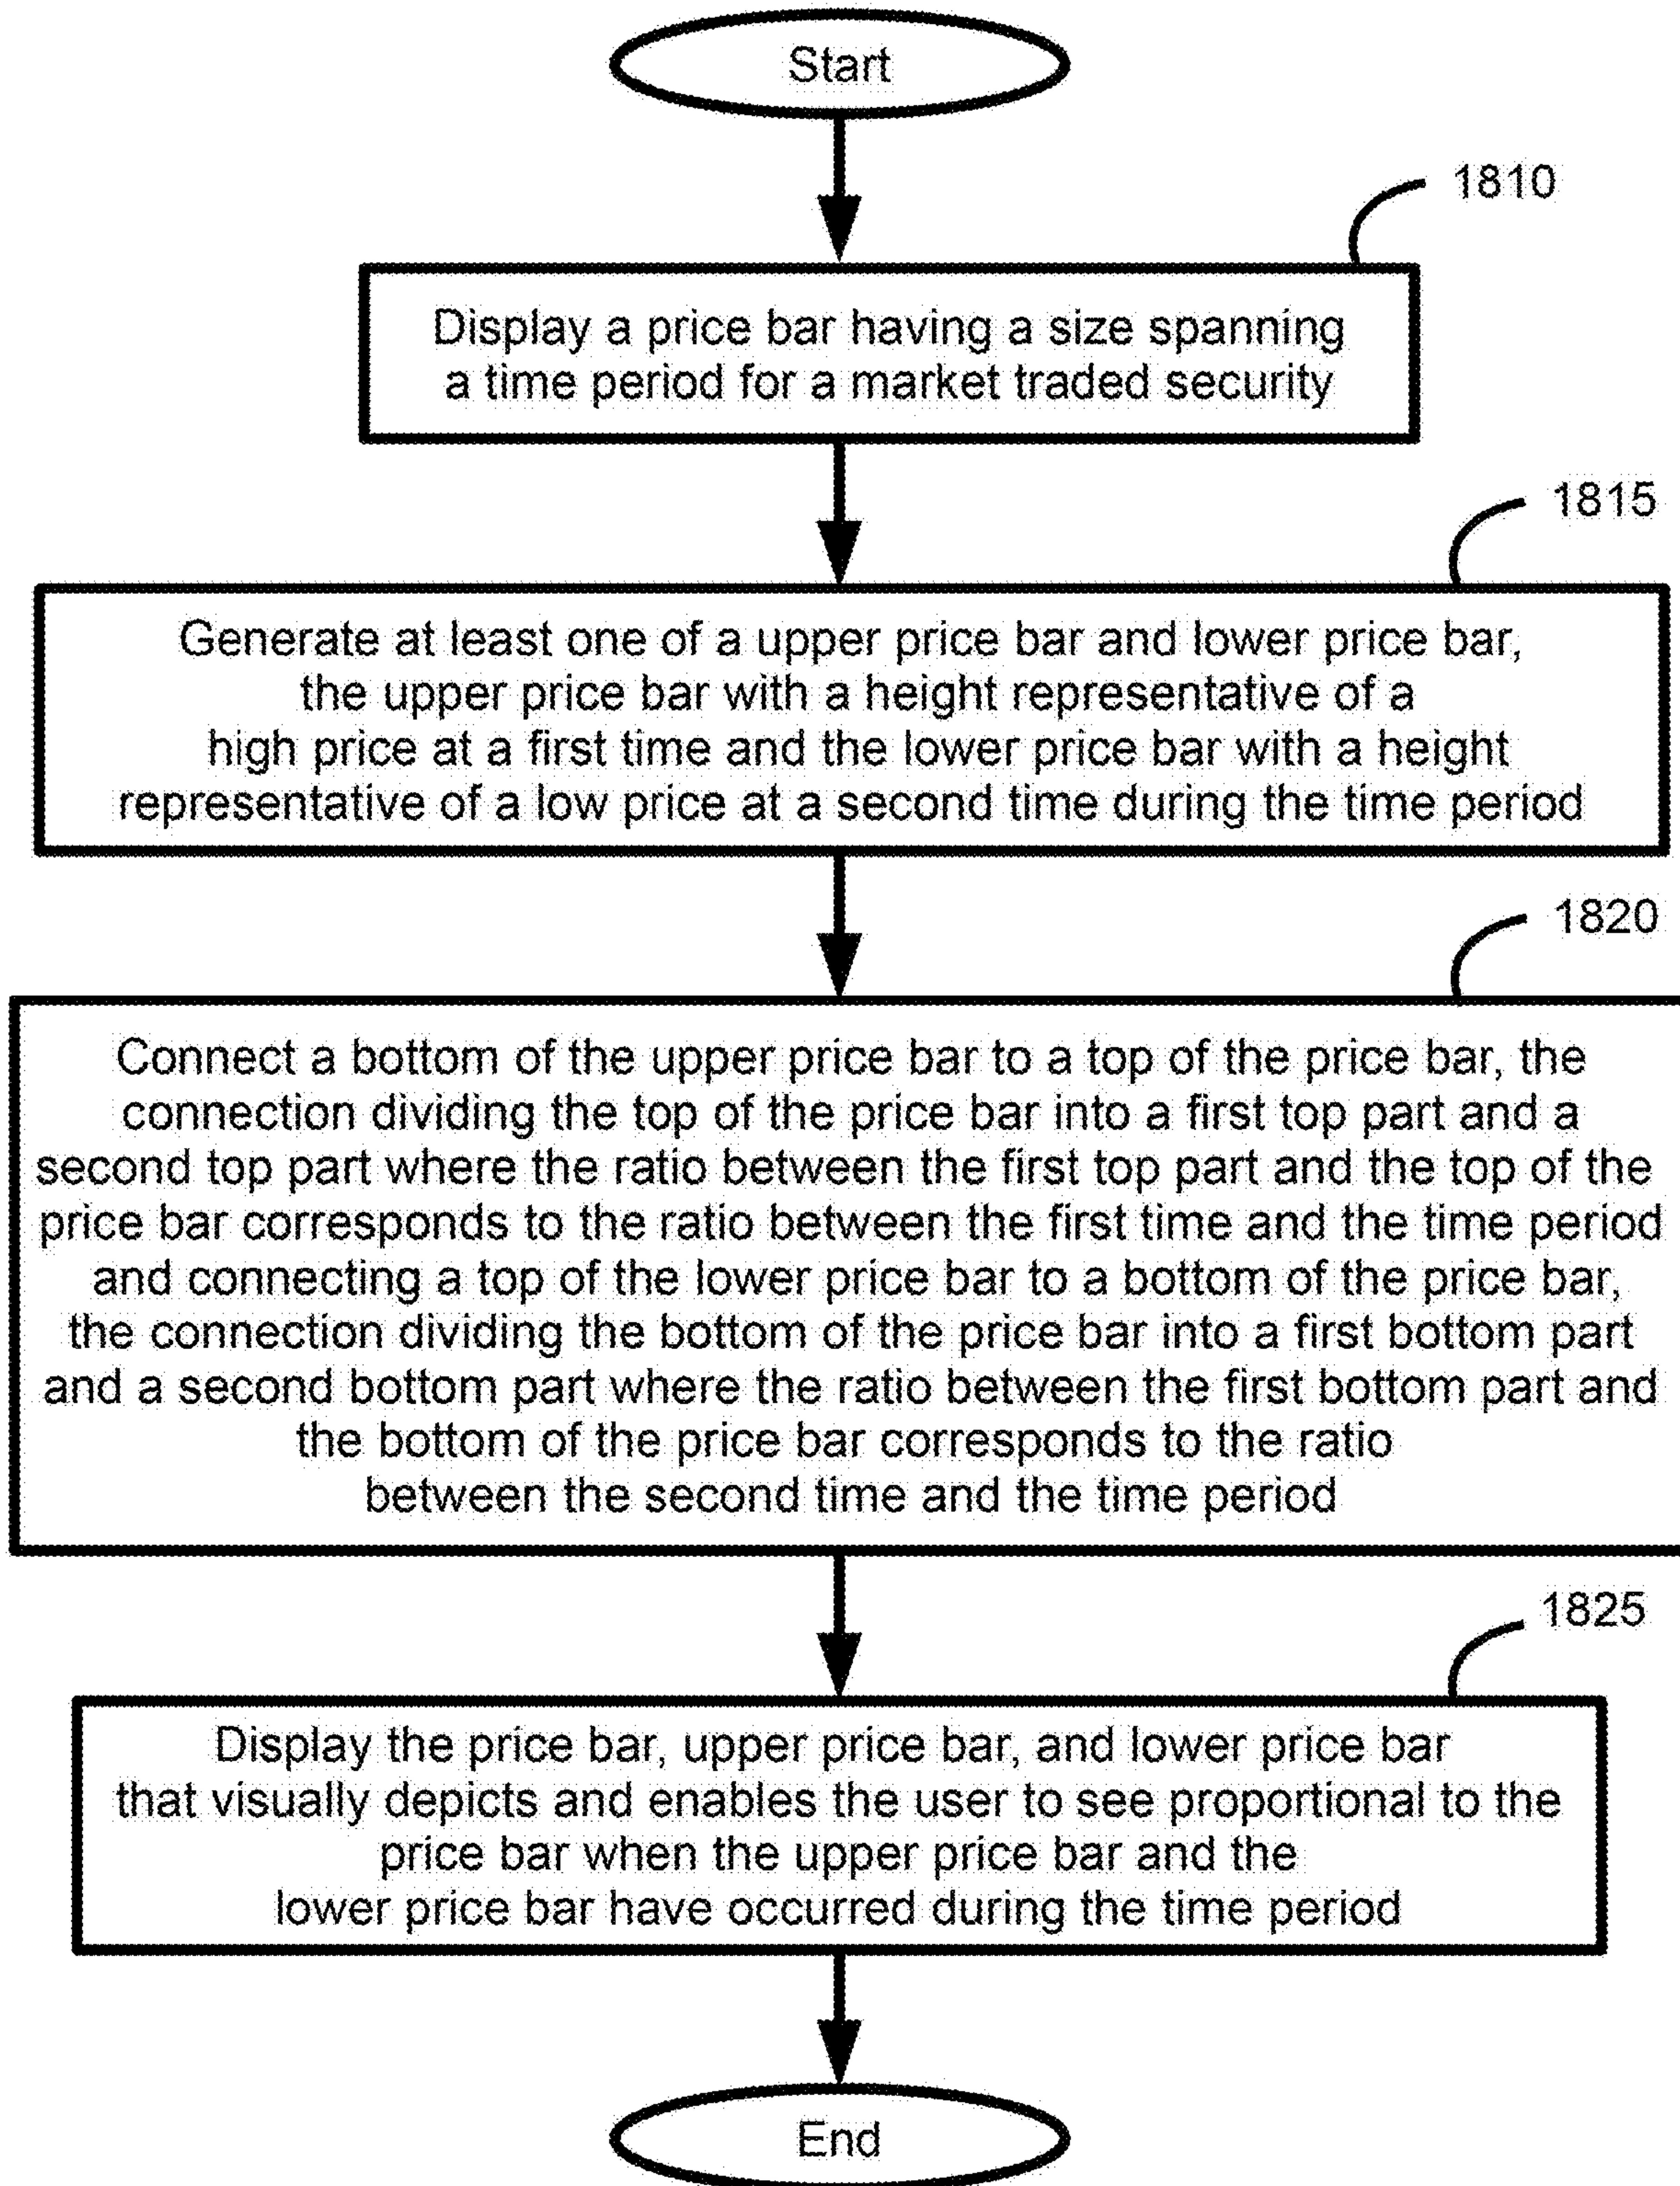 Start
1810
Display a price bar having a size spanning
a time period for a market traded security
1815
Generate at least one of a upper price bar and lower price bar,
the upper price bar with a height representative of a
high price at a first time and the lower price bar with a height
representative of a low price at a second time during the time period
1820
Connect a bottom of the upper price bar to a top of the price bar, the
connection dividing the top of the price bar into a first top part and a
second top part where the ratio between the first top part and the top of the
price bar corresponds to the ratio between the first time and the time period
and connecting a top of the lower price bar to a bottom of the price bar,
the connection dividing the bottom of the price bar into a first bottom part
and a second bottom part where the ratio between the first bottom part and
the bottom of the price bar corresponds to the ratio
between the second time and the time period
1825
Display the price bar, upper price bar, and lower price bar
that visually depicts and enables the user to see proportional to the
price bar when the upper price bar and the
lower price bar have occurred during the time period
End